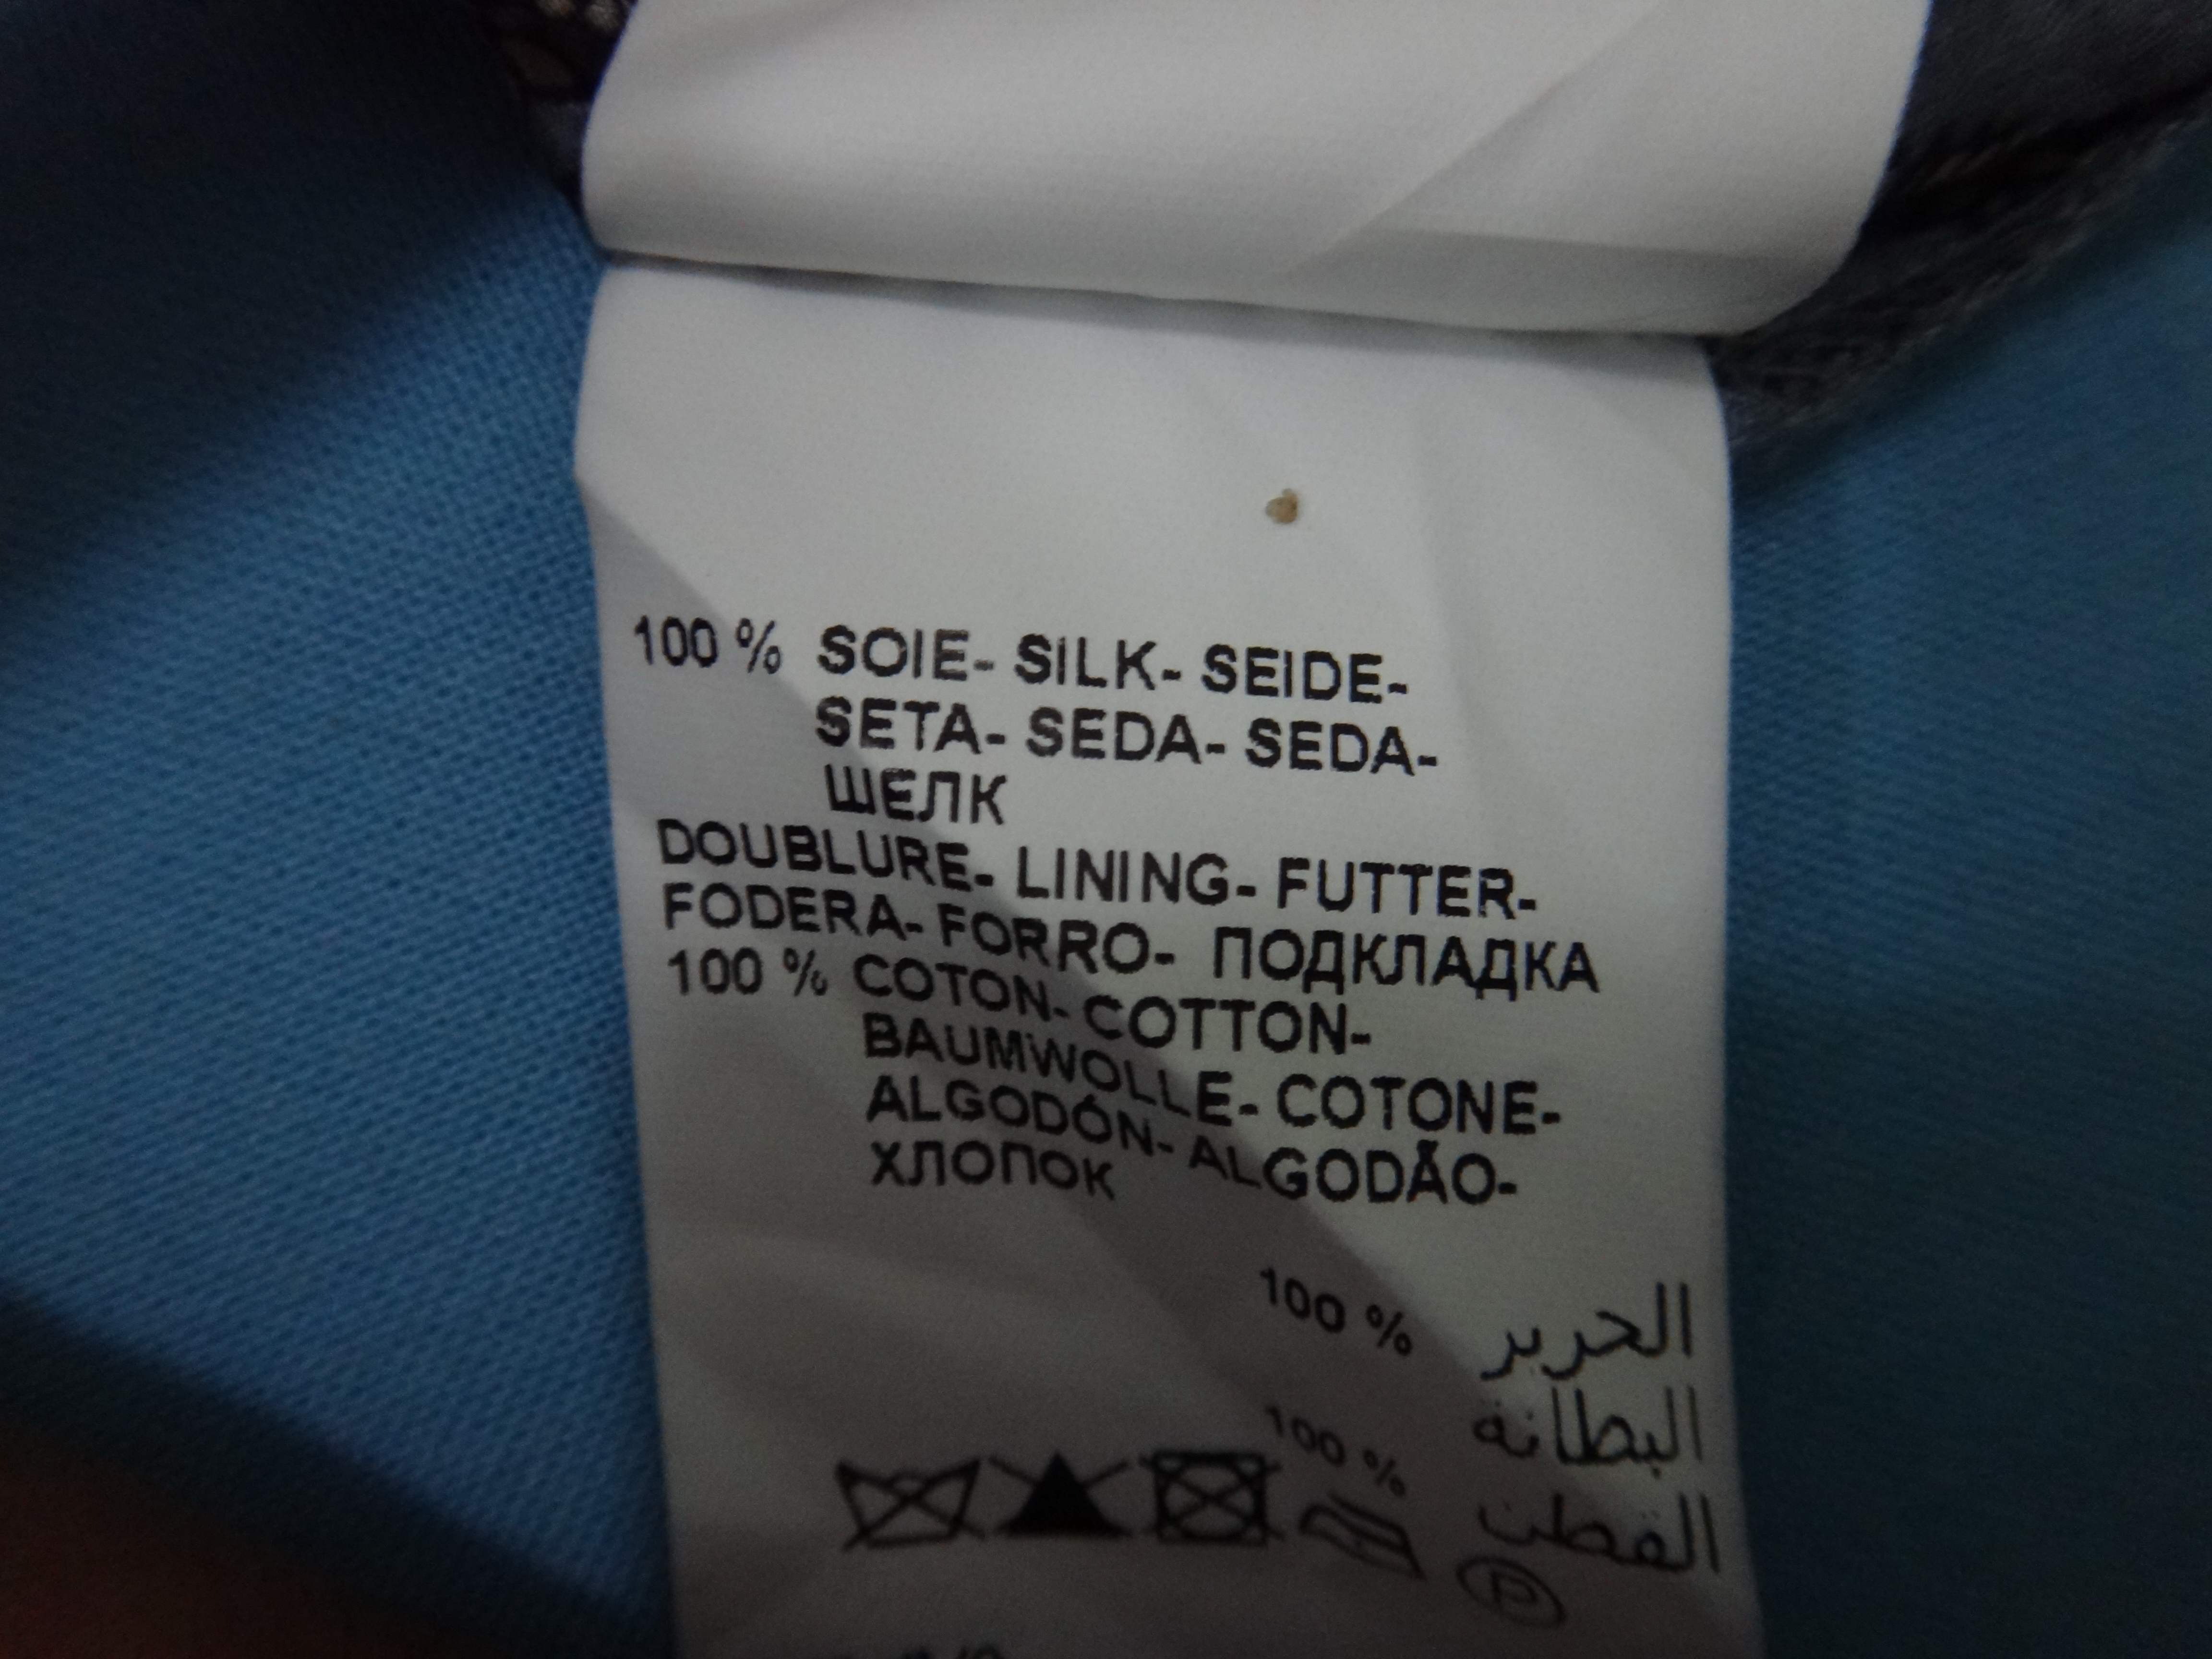 100 % SOIE- SILK- SEIDE-
SETA- SEDA- SEDA-
ШЕЛК
DOUBLURE- LINING- FUTTER-
FODERA- FORRO- ПОДКЛАДКА
100 % COTON- COTTON-
BAUMWOLLE- COTONE-
ALGODÓN- ALGODÃO-
ХЛОПОК
الحرير 100 %
البطانة
القطن 100 %
P